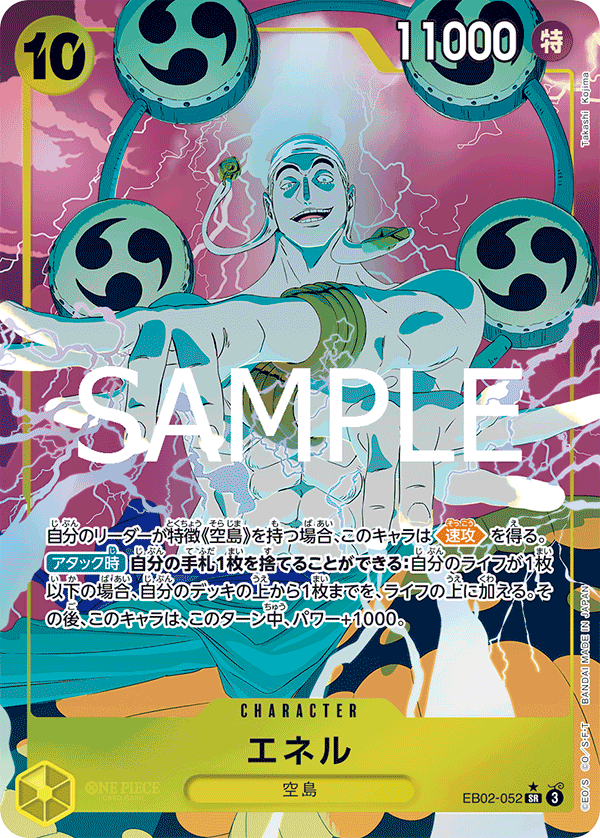 10
11000 特
Takashi Kojima
SAMPLE
自分のリーダーが特徴《空島》を持つ場合、このキャラは速攻を得る。
アタック時 自分の手札1枚を捨てることができる:自分のライフが1枚
以下の場合、自分のデッキの上から1枚までを、ライフの上に加える。そ
の後、このキャラは、このターン中、パワー+1000。
CHARACTER
エネル
ONE PIECE
CARD GAME
空島
EB02-052 SR 3
©E.O/S ©O/S・F・T BANDAI MADE IN JAPAN